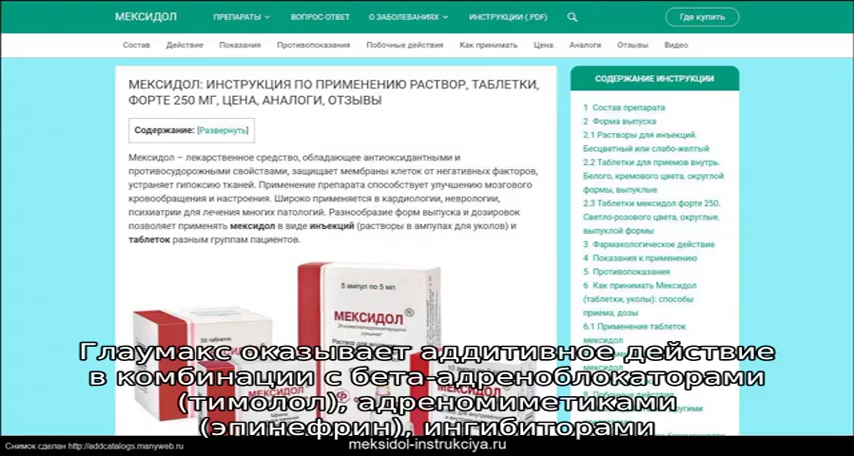 МЕКСИДОЛ
ПРЕПАРАТЫ ВОПРОС-ОТВЕТ О ЗАБОЛЕВАНИЯХ ИНСТРУКЦИИ (.PDF) Где купить
Состав Действие Показания Противопоказания Побочные действия Как принимать Цена Аналоги Отзывы Видео
МЕКСИДОЛ: ИНСТРУКЦИЯ ПО ПРИМЕНЕНИЮ РАСТВОР, ТАБЛЕТКИ,
ФОРТЕ 250 МГ, ЦЕНА, АНАЛОГИ, ОТЗЫВЫ
Содержание: [Развернуть]
Мексидол – лекарственное средство, обладающее антиоксидантными и
противосудорожными свойствами, защищает мембраны клеток от негативных факторов,
устраняет гипоксию тканей. Применение препарата способствует улучшению мозгового
кровообращения и настроения. Широко применяется в кардиологии, неврологии,
психиатрии для лечения многих патологий. Разнообразие форм выпуска и дозировок
позволяет применять мексидол в виде инъекций (растворы в ампулах для уколов) и
таблеток разным группам пациентов.
СОДЕРЖАНИЕ ИНСТРУКЦИИ
1 Состав препарата
2 Форма выпуска
2.1 Растворы для инъекций.
Бесцветный или слабо-желтый
2.2 Таблетки для приемов внутрь.
Белого, кремового цвета, округлой
формы, выпуклые
2.3 Таблетки мексидол форте 250.
Светло-розового цвета, округлые,
выпуклой формы
3 Фармакологическое действие
4 Показания к применению
5 Противопоказания
6 Как принимать Мексидол
(таблетки, уколы): способы
приема, дозы
6.1 Применение таблеток
мексидол
5 ампул по 5 мл
МЕКСИДОЛ®
50 таблеток
Глаумакс оказывает аддитивное действие
в комбинации с бета-адреноблокаторами
(тимолол), адреномиметиками
(эпинефрин), ингибиторами
Снимок сделан http://addcatalogs.manyweb.ru
meksidol-instrukciya.ru